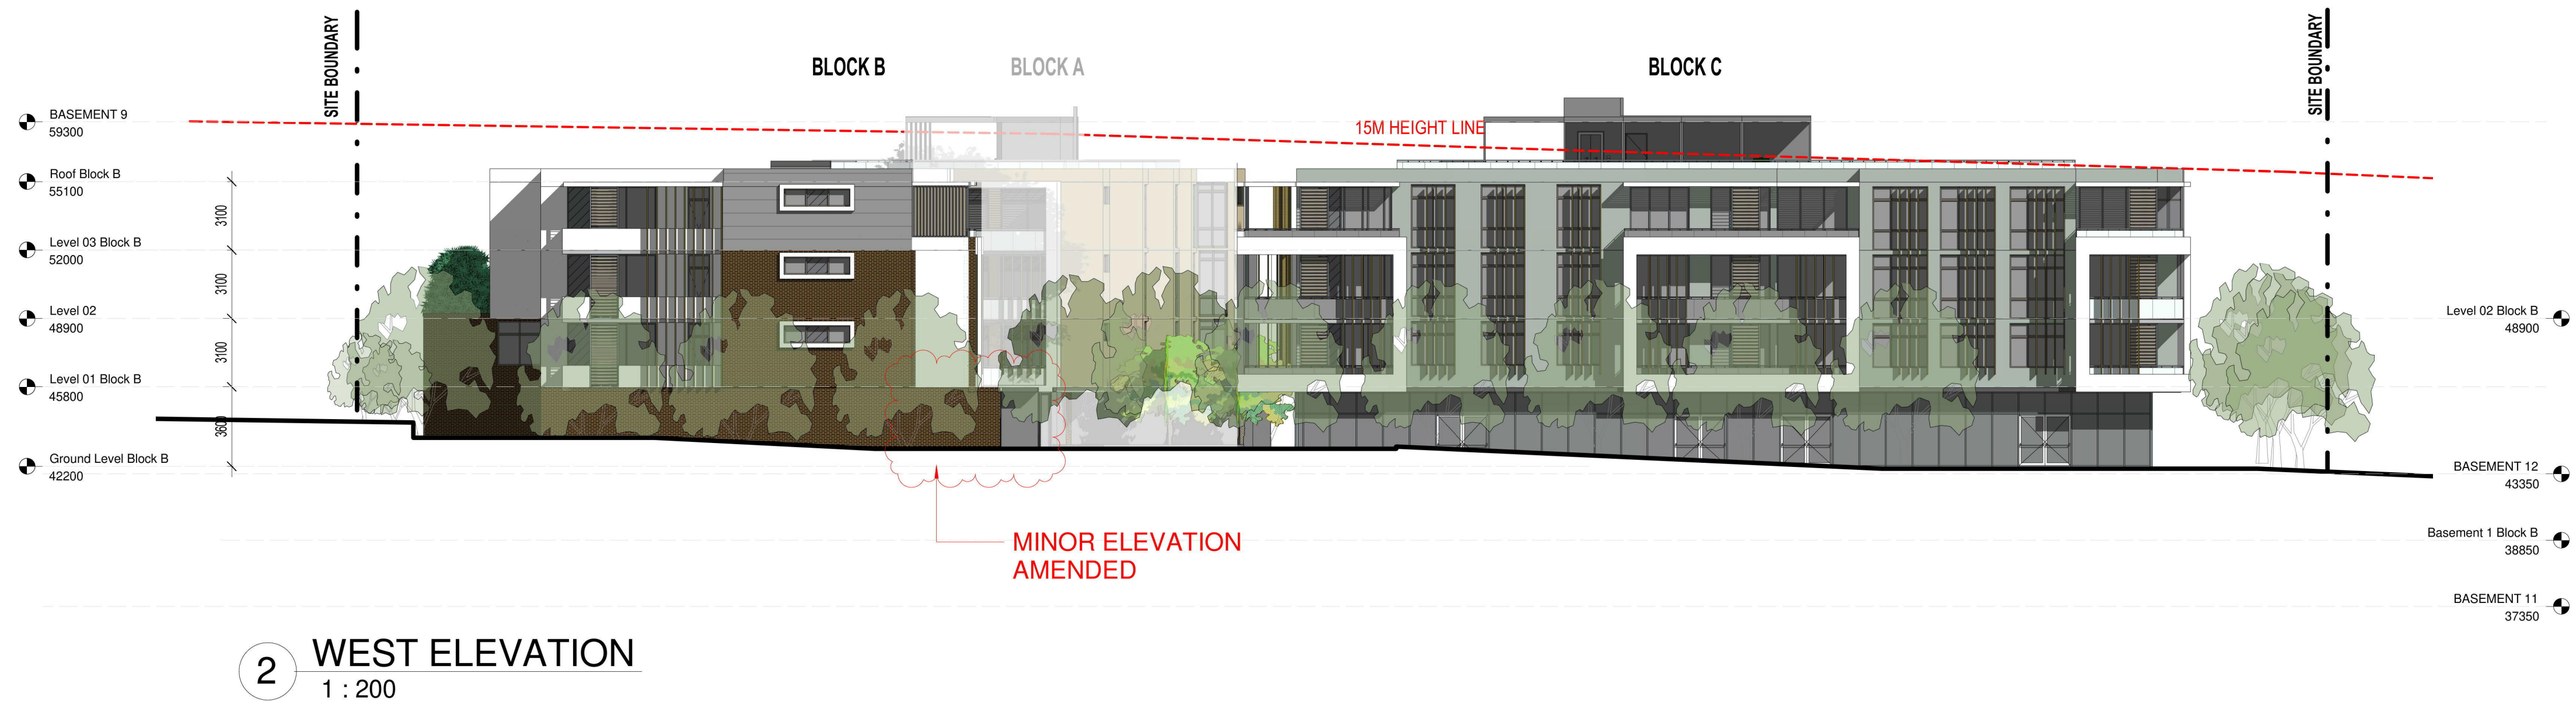 SITE BOUNDARY
BLOCK B
BLOCK A
BLOCK C
SITE BOUNDARY
BASEMENT 9
59300
15M HEIGHT LINE
Roof Block B
55100
3100
Level 03 Block B
52000
3100
Level 02
48900
Level 02 Block B
48900
3100
Level 01 Block B
45800
3600
Ground Level Block B
42200
BASEMENT 12
43350
MINOR ELEVATION
AMENDED
Basement 1 Block B
38850
BASEMENT 11
37350
2
WEST ELEVATION
1 : 200